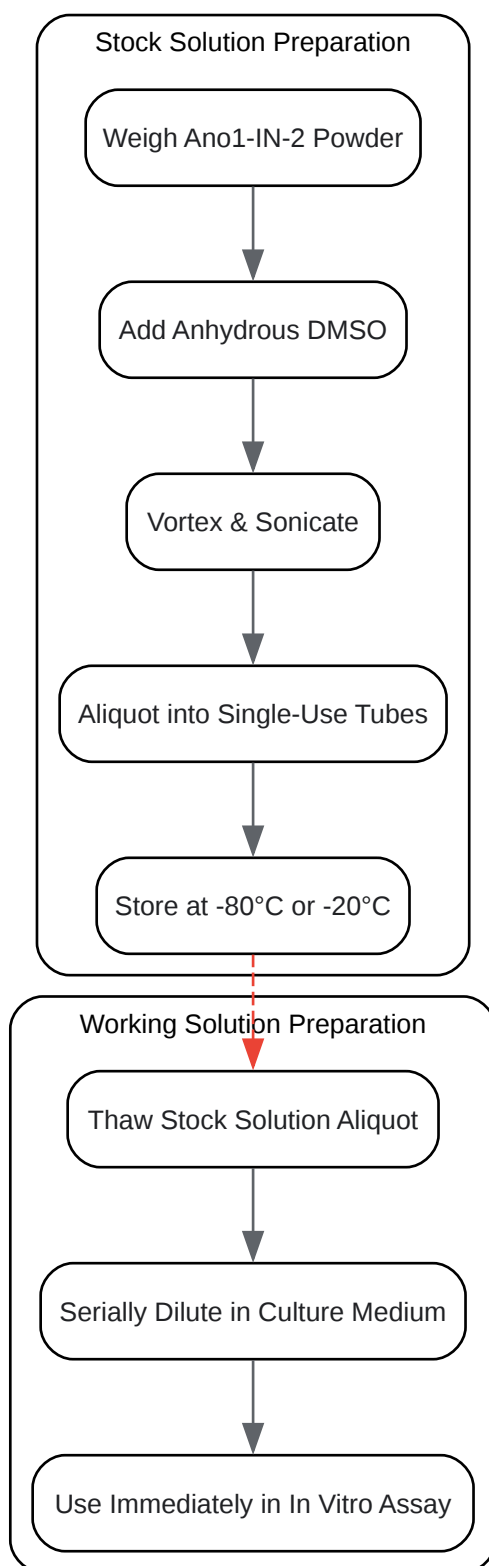 Stock Solution Preparation
Weigh Ano1-IN-2 Powder
Add Anhydrous DMSO
Vortex & Sonicate
Aliquot into Single-Use Tubes
Store at -80°C or -20°C
Working Solution Preparation
Thaw Stock Solution Aliquot
Serially Dilute in Culture Medium
Use Immediately in In Vitro Assay